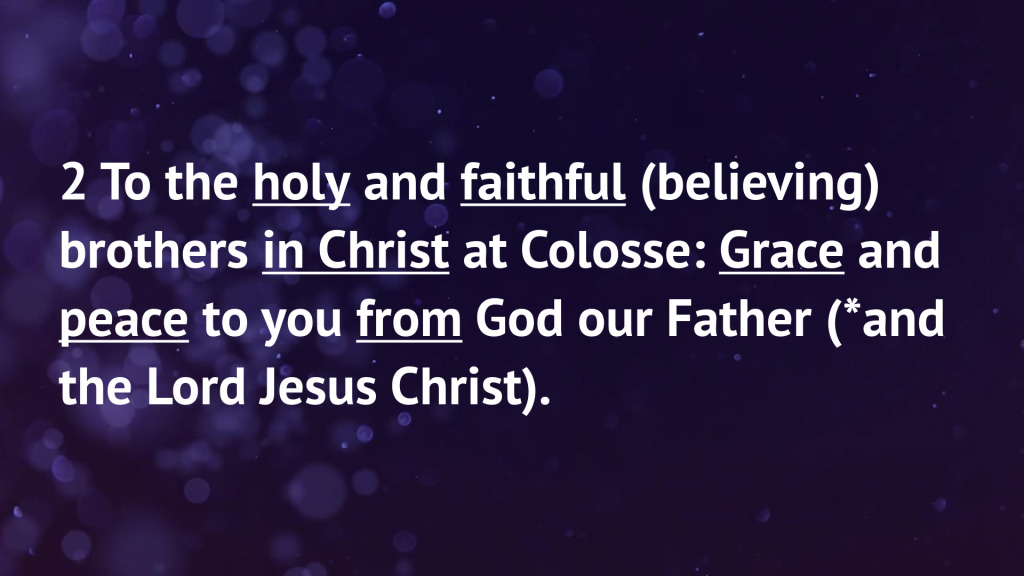 2 To the holy and faithful (believing)
brothers in Christ at Colosse: Grace and
peace to you from God our Father (*and
the Lord Jesus Christ).